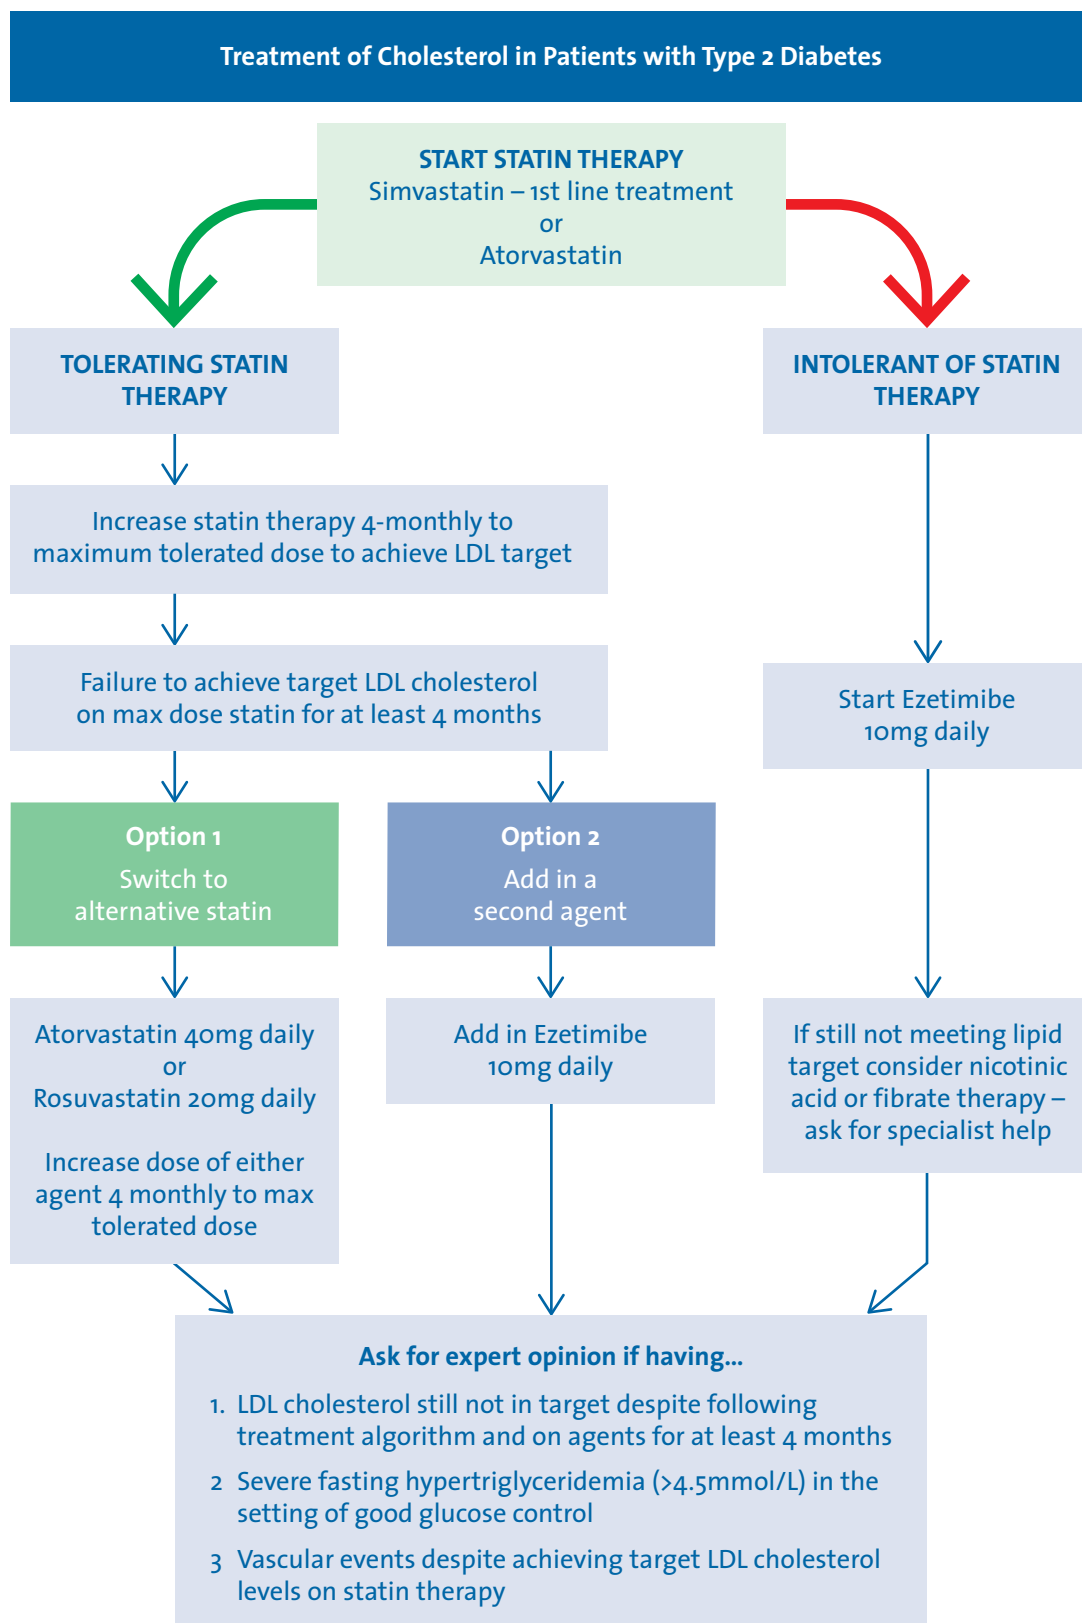 Treatment of Cholesterol in Patients with Type 2 Diabetes
START STATIN THERAPY
Simvastatin – 1st line treatment
or
Atorvastatin
TOLERATING STATIN
THERAPY
INTOLERANT OF STATIN
THERAPY
Increase statin therapy 4-monthly to
maximum tolerated dose to achieve LDL target
Failure to achieve target LDL cholesterol
on max dose statin for at least 4 months
Start Ezetimibe
10mg daily
Option 1
Switch to
alternative statin
Option 2
Add in a
second agent
Atorvastatin 40mg daily
or
Rosuvastatin 20mg daily
Increase dose of either
agent 4 monthly to max
tolerated dose
Add in Ezetimibe
10mg daily
If still not meeting lipid
target consider nicotinic
acid or fibrate therapy –
ask for specialist help
Ask for expert opinion if having...
1. LDL cholesterol still not in target despite following
treatment algorithm and on agents for at least 4 months
2 Severe fasting hypertriglyceridemia (>4.5mmol/L) in the
setting of good glucose control
3 Vascular events despite achieving target LDL cholesterol
levels on statin therapy